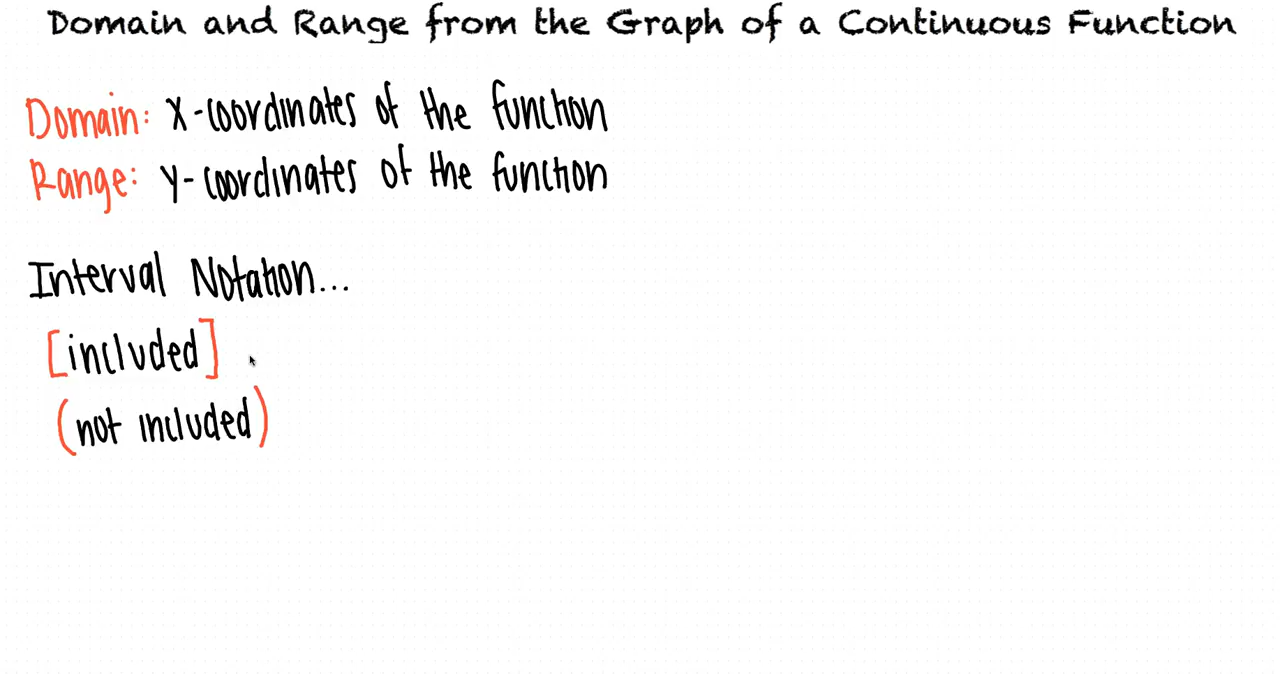 Domain and Range from the Graph of a Continuous Function
Domain: x-coordinates of the function
Range: y-coordinates of the function
Interval Notation...
[included]
(not included)